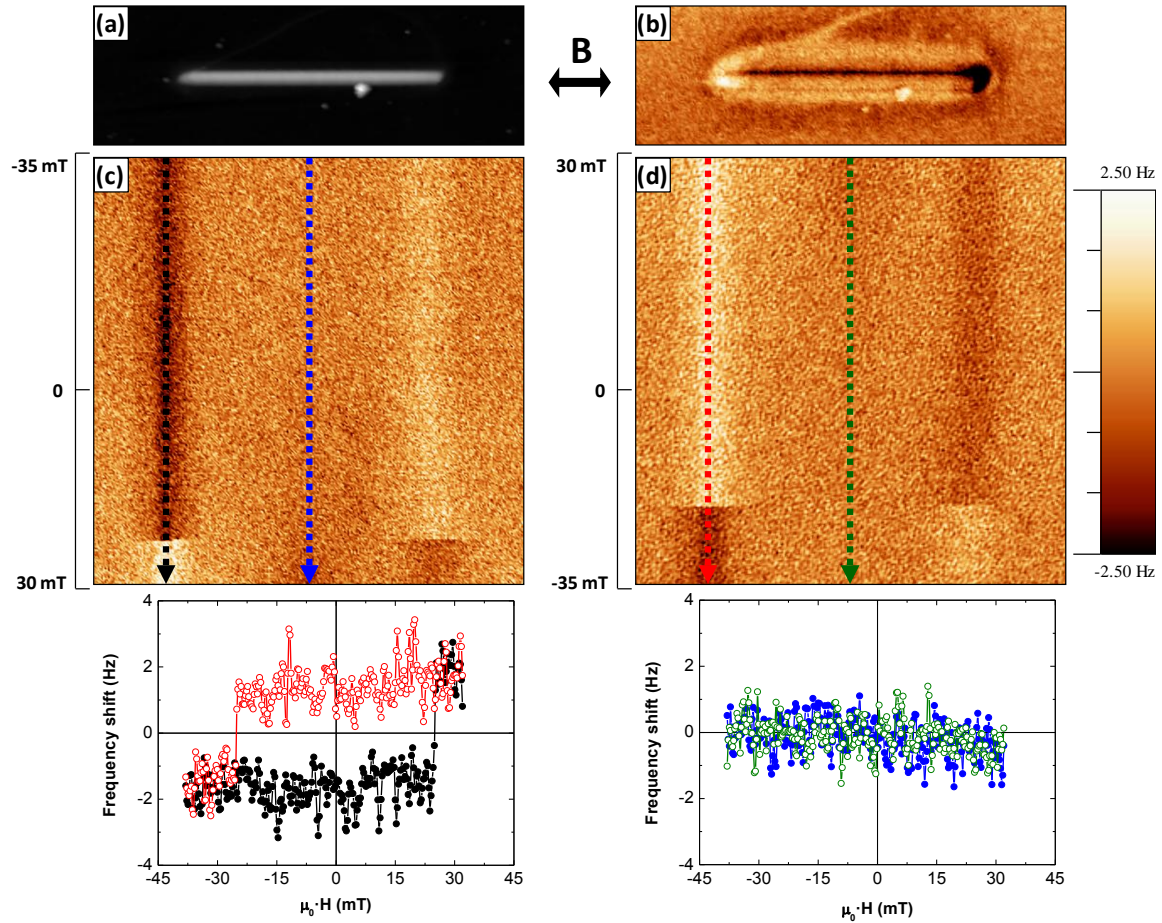 (a)
B
(b)
-35 mT
(c)
0
30 mT
30 mT
(d)
0
-35 mT
2.50 Hz
-2.50 Hz
Frequency shift (Hz)
4
2
0
-2
-4
-45 -30 -15 0 15 30 45
μ₀·H (mT)
Frequency shift (Hz)
4
2
0
-2
-4
-45 -30 -15 0 15 30 45
μ₀·H (mT)